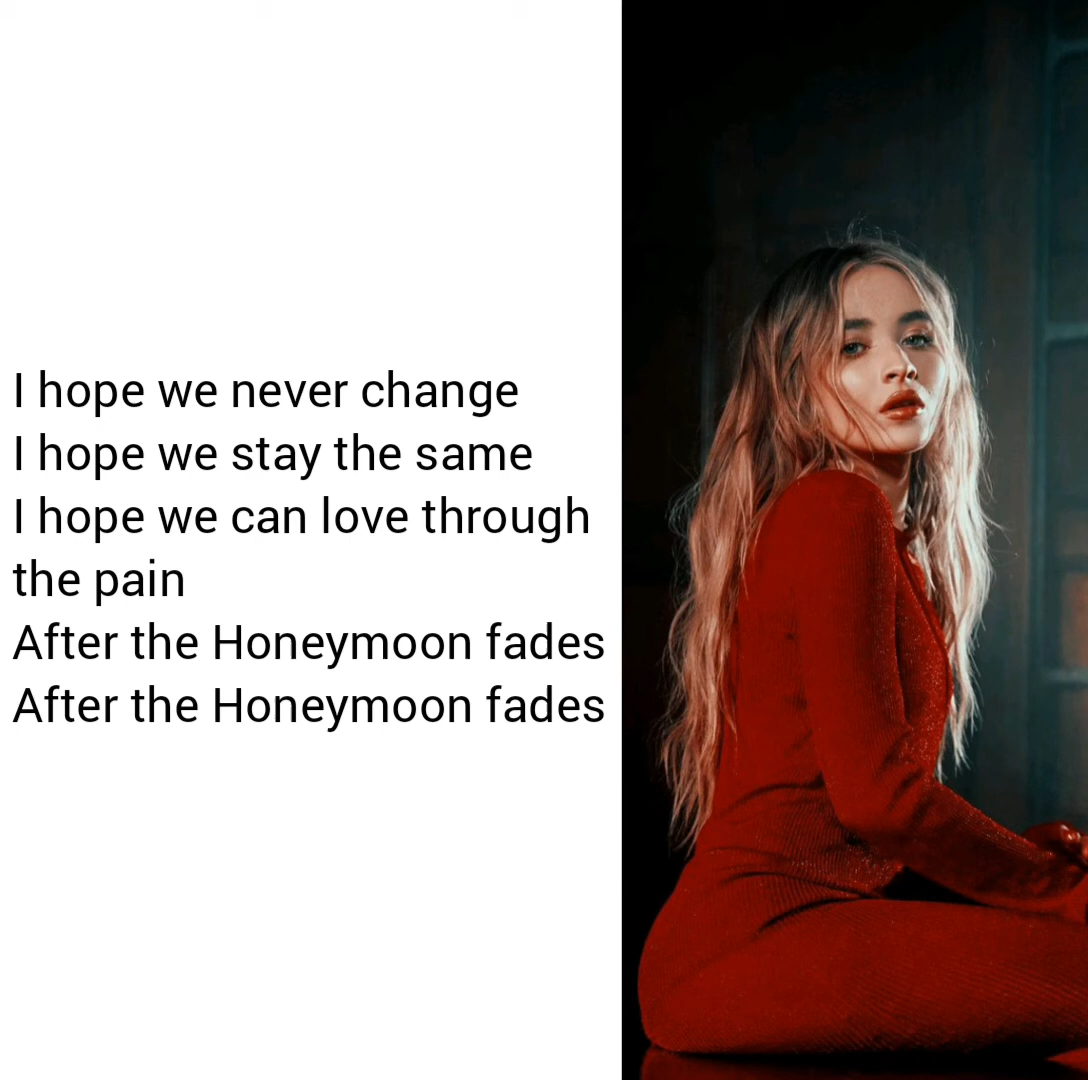 I hope we never change
I hope we stay the same
I hope we can love through
the pain
After the Honeymoon fades
After the Honeymoon fades